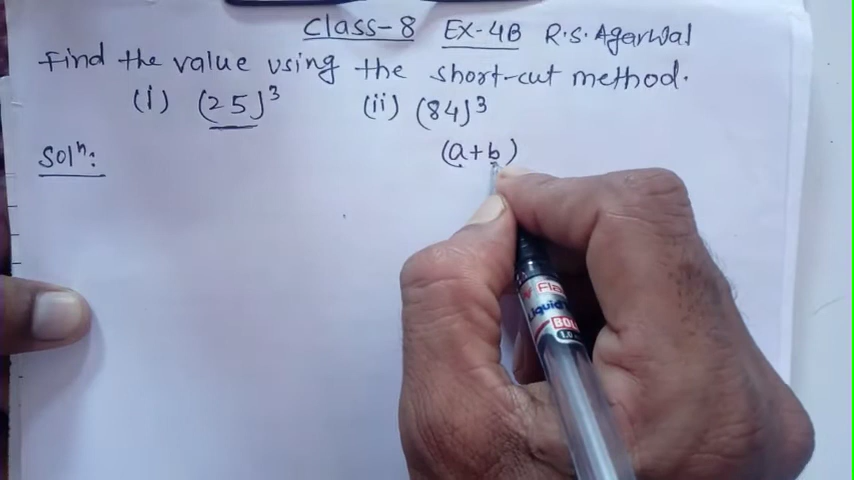 Class-8 EX-4B R.S. Agarwal
Find the value using the short-cut method.
(i) (25)³ (ii) (84)³
Solⁿ:
(a+b)